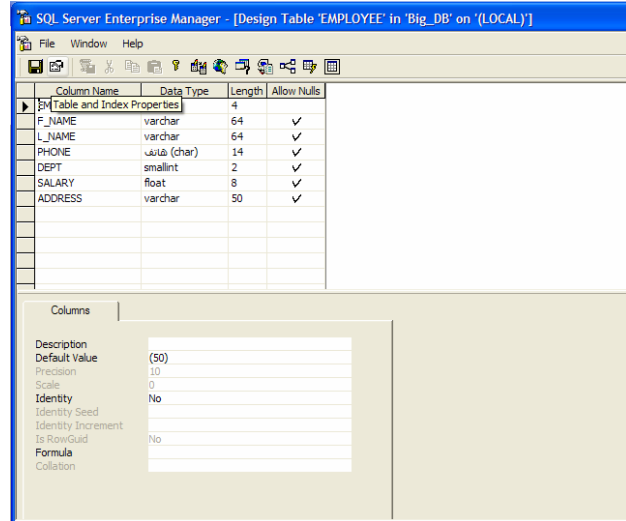 SQL Server Enterprise Manager - [Design Table 'EMPLOYEE' in 'Big_DB' on '(LOCAL)']
File Window Help
Column Name Data Type Length Allow Nulls
Table and Index Properties 4
F_NAME varchar 64
L_NAME varchar 64
PHONE هاتف (char) 14
DEPT smallint 2
SALARY float 8
ADDRESS varchar 50
Columns
Description
Default Value (50)
Precision 10
Scale 0
Identity No
Identity Seed
Identity Increment
Is RowGuid No
Formula
Collation